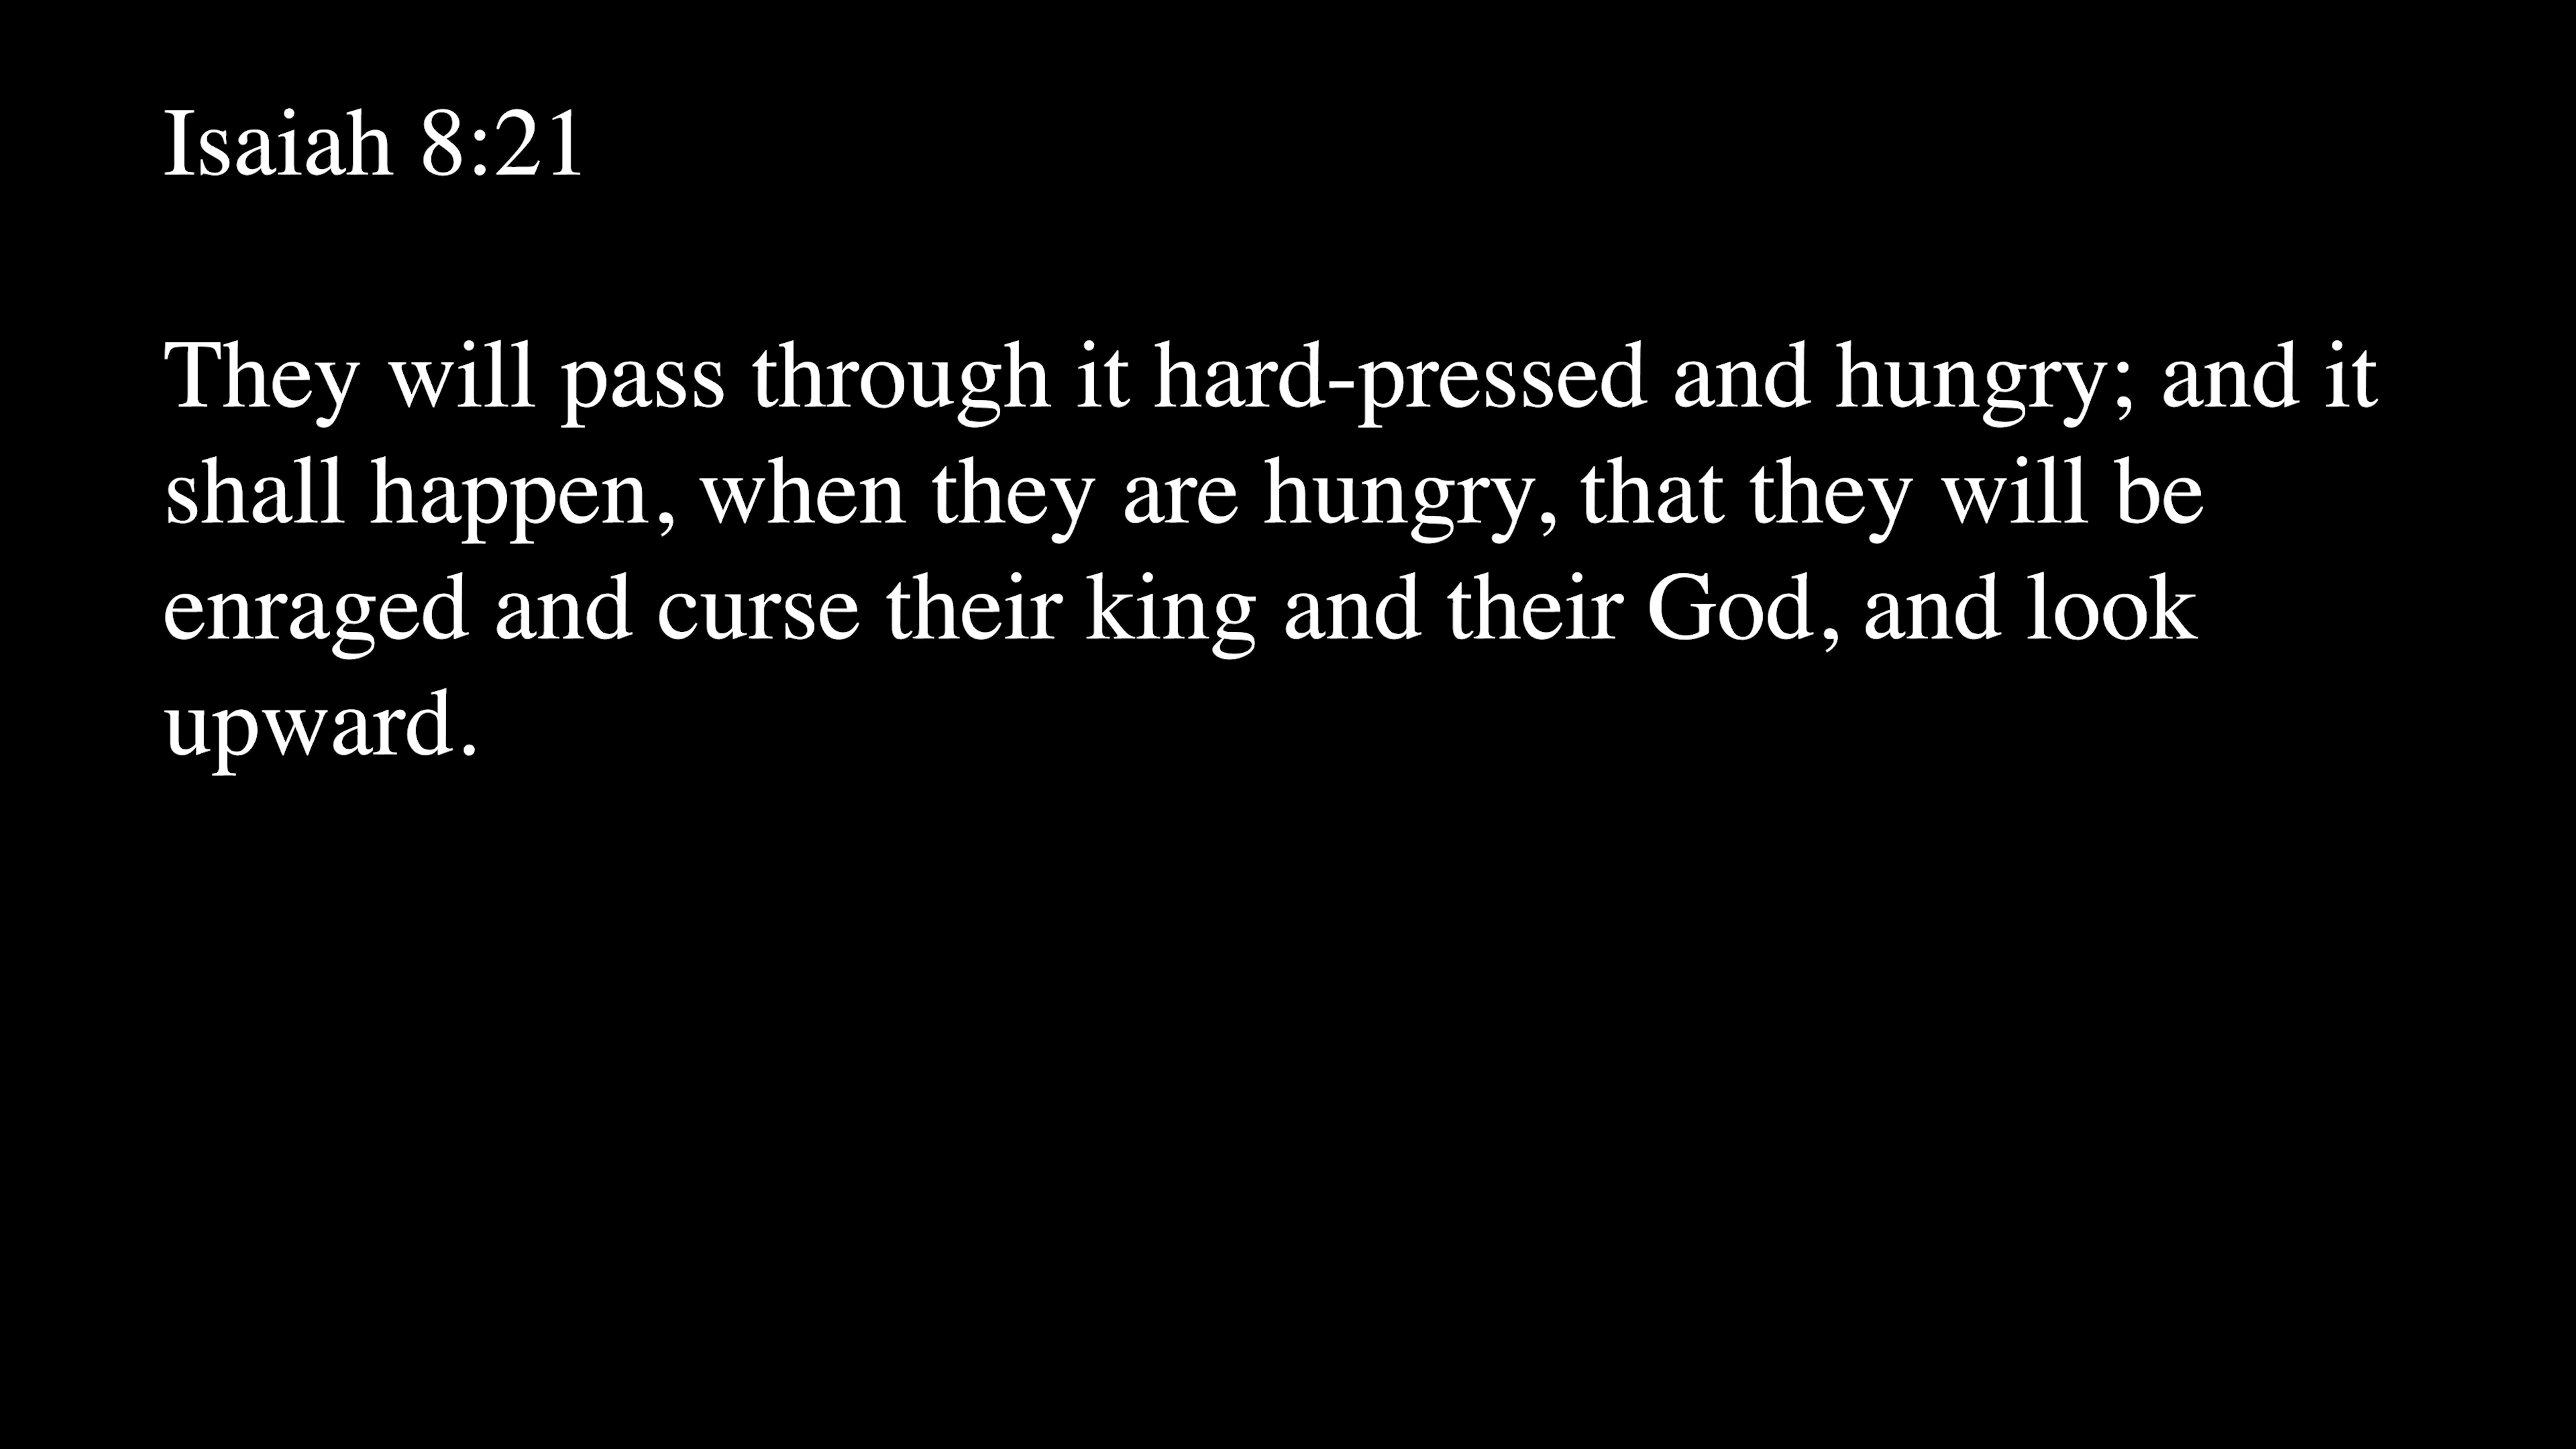 Isaiah 8:21
They will pass through it hard-pressed and hungry; and it
shall happen, when they are hungry, that they will be
enraged and curse their king and their God, and look
upward.